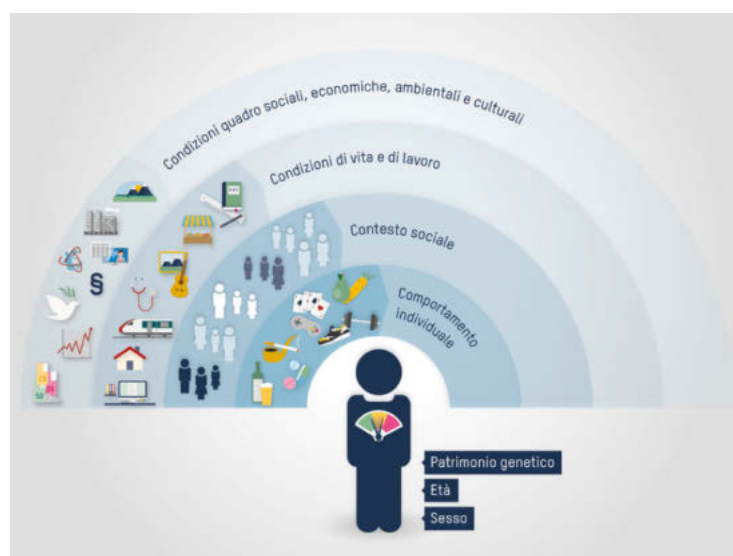 Condizioni quadro sociali, economiche, ambientali e culturali
Condizioni di vita e di lavoro
Contesto sociale
Comportamento
individuale
§
Patrimonio genetico
Età
Sesso